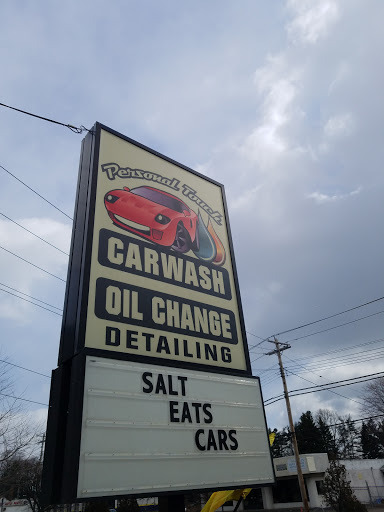 Personal Touch
CARWASH
OIL CHANGE
DETAILING
SALT
EATS
CARS